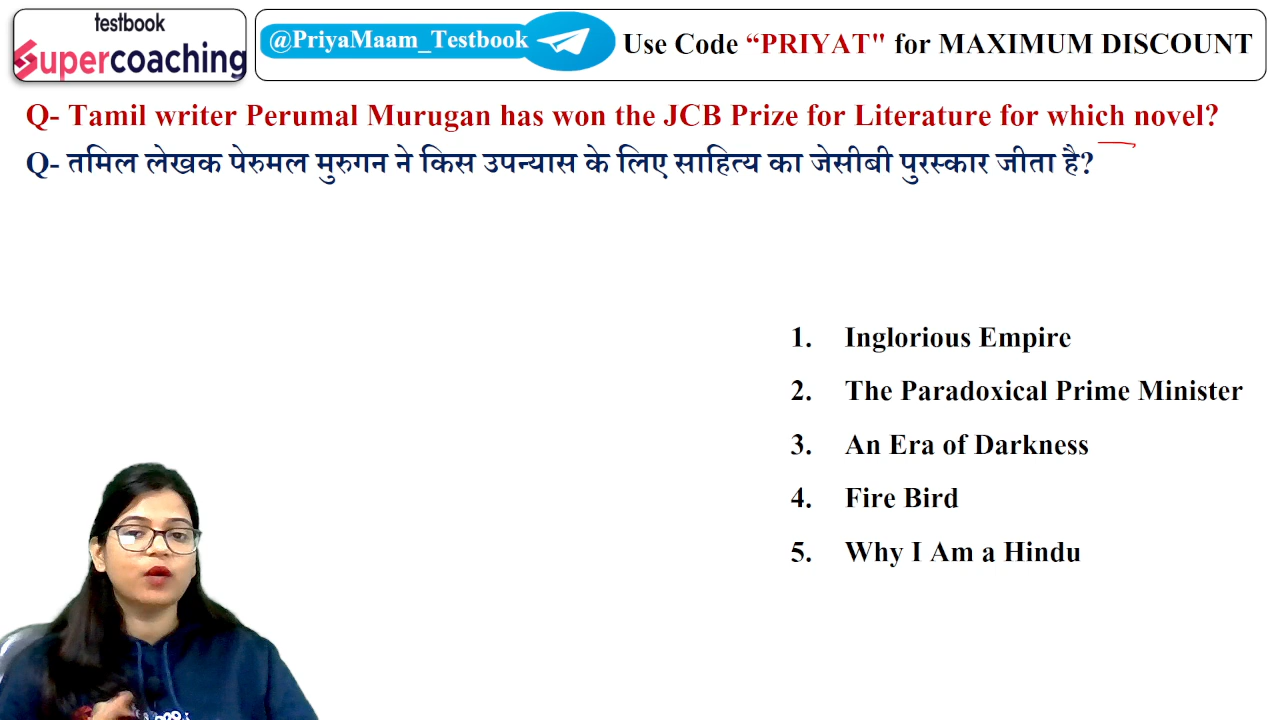 testbook
Supercoaching
@PriyaMaam_Testbook
Use Code “PRIYAT" for MAXIMUM DISCOUNT
Q- Tamil writer Perumal Murugan has won the JCB Prize for Literature for which novel?
Q- तमिल लेखक पेरुमल मुरुगन ने किस उपन्यास के लिए साहित्य का जेसीबी पुरस्कार जीता है?
1. Inglorious Empire
2. The Paradoxical Prime Minister
3. An Era of Darkness
4. Fire Bird
5. Why I Am a Hindu